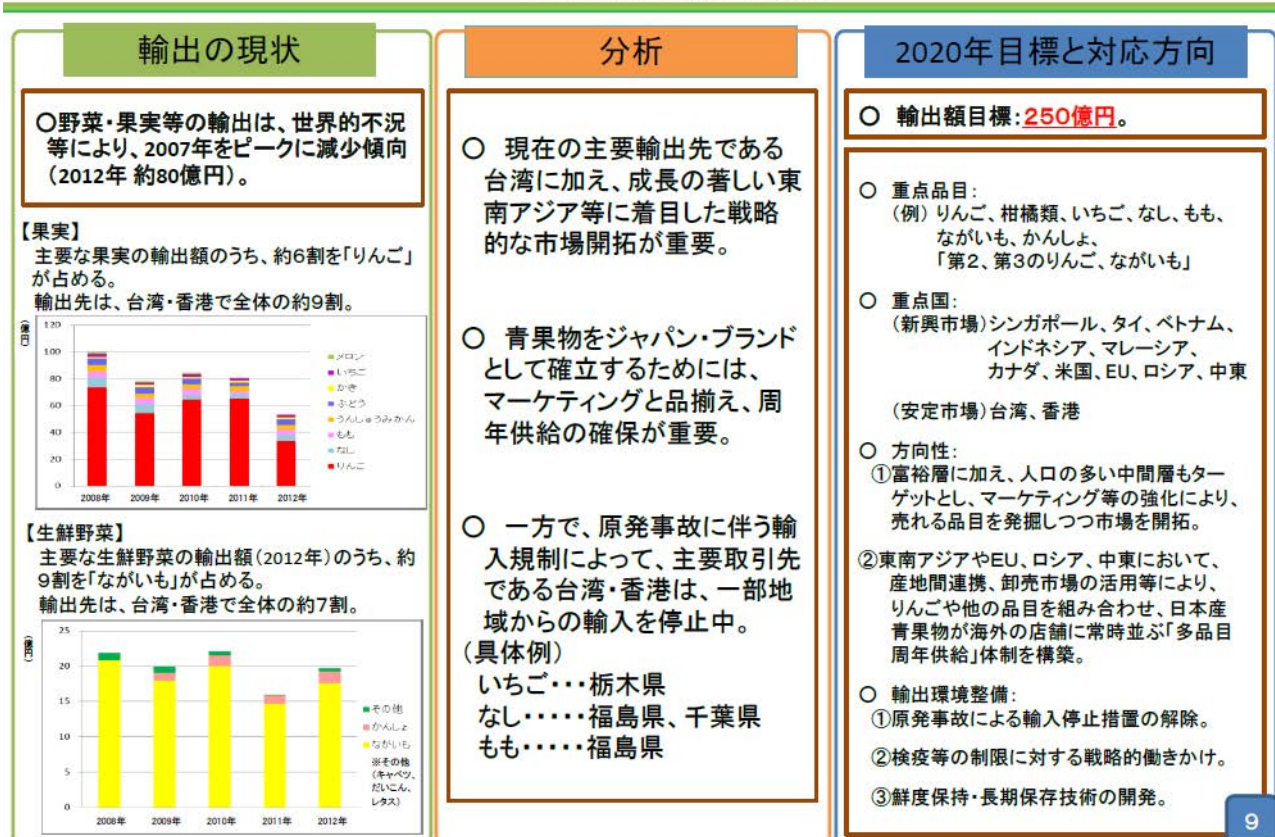 輸出の現状
○野菜・果実等の輸出は、世界的不況
等により、2007年をピークに減少傾向
(2012年 約80億円)。
【果実】
主要な果実の輸出額のうち、約6割を「りんご」
が占める。
輸出先は、台湾・香港で全体の約9割。
(億円)
120
100
80
60
40
20
0
2008年 2009年 2010年 2011年 2012年
■メロン
■いちご
■かき
■ぶどう
■うんしゅうみかん
■もも
■なし
■りんご
【生鮮野菜】
主要な生鮮野菜の輸出額(2012年)のうち、約
9割を「ながいも」が占める。
輸出先は、台湾・香港で全体の約7割。
(億円)
25
20
15
10
5
0
2008年 2009年 2010年 2011年 2012年
■その他
■かんしょ
■ながいも
※その他
(キャベツ、
だいこん、
レタス)
分析
○ 現在の主要輸出先である
台湾に加え、成長の著しい東
南アジア等に着目した戦略
的な市場開拓が重要。
○ 青果物をジャパン・ブランド
として確立するためには、
マーケティングと品揃え、周
年供給の確保が重要。
○ 一方で、原発事故に伴う輸
入規制によって、主要取引先
である台湾・香港は、一部地
域からの輸入を停止中。
(具体例)
いちご・・・栃木県
なし・・・・・福島県、千葉県
もも・・・・・福島県
2020年目標と対応方向
○ 輸出額目標:250億円。
○ 重点品目:
(例) りんご、柑橘類、いちご、なし、もも、
ながいも、かんしょ、
「第2、第3のりんご、ながいも」
○ 重点国:
(新興市場)シンガポール、タイ、ベトナム、
インドネシア、マレーシア、
カナダ、米国、EU、ロシア、中東
(安定市場)台湾、香港
○ 方向性:
①富裕層に加え、人口の多い中間層もター
ゲットとし、マーケティング等の強化により、
売れる品目を発掘しつつ市場を開拓。
②東南アジアやEU、ロシア、中東において、
産地間連携、卸売市場の活用等により、
りんごや他の品目を組み合わせ、日本産
青果物が海外の店舗に常時並ぶ「多品目
周年供給」体制を構築。
○ 輸出環境整備:
①原発事故による輸入停止措置の解除。
②検疫等の制限に対する戦略的働きかけ。
③鮮度保持・長期保存技術の開発。
9